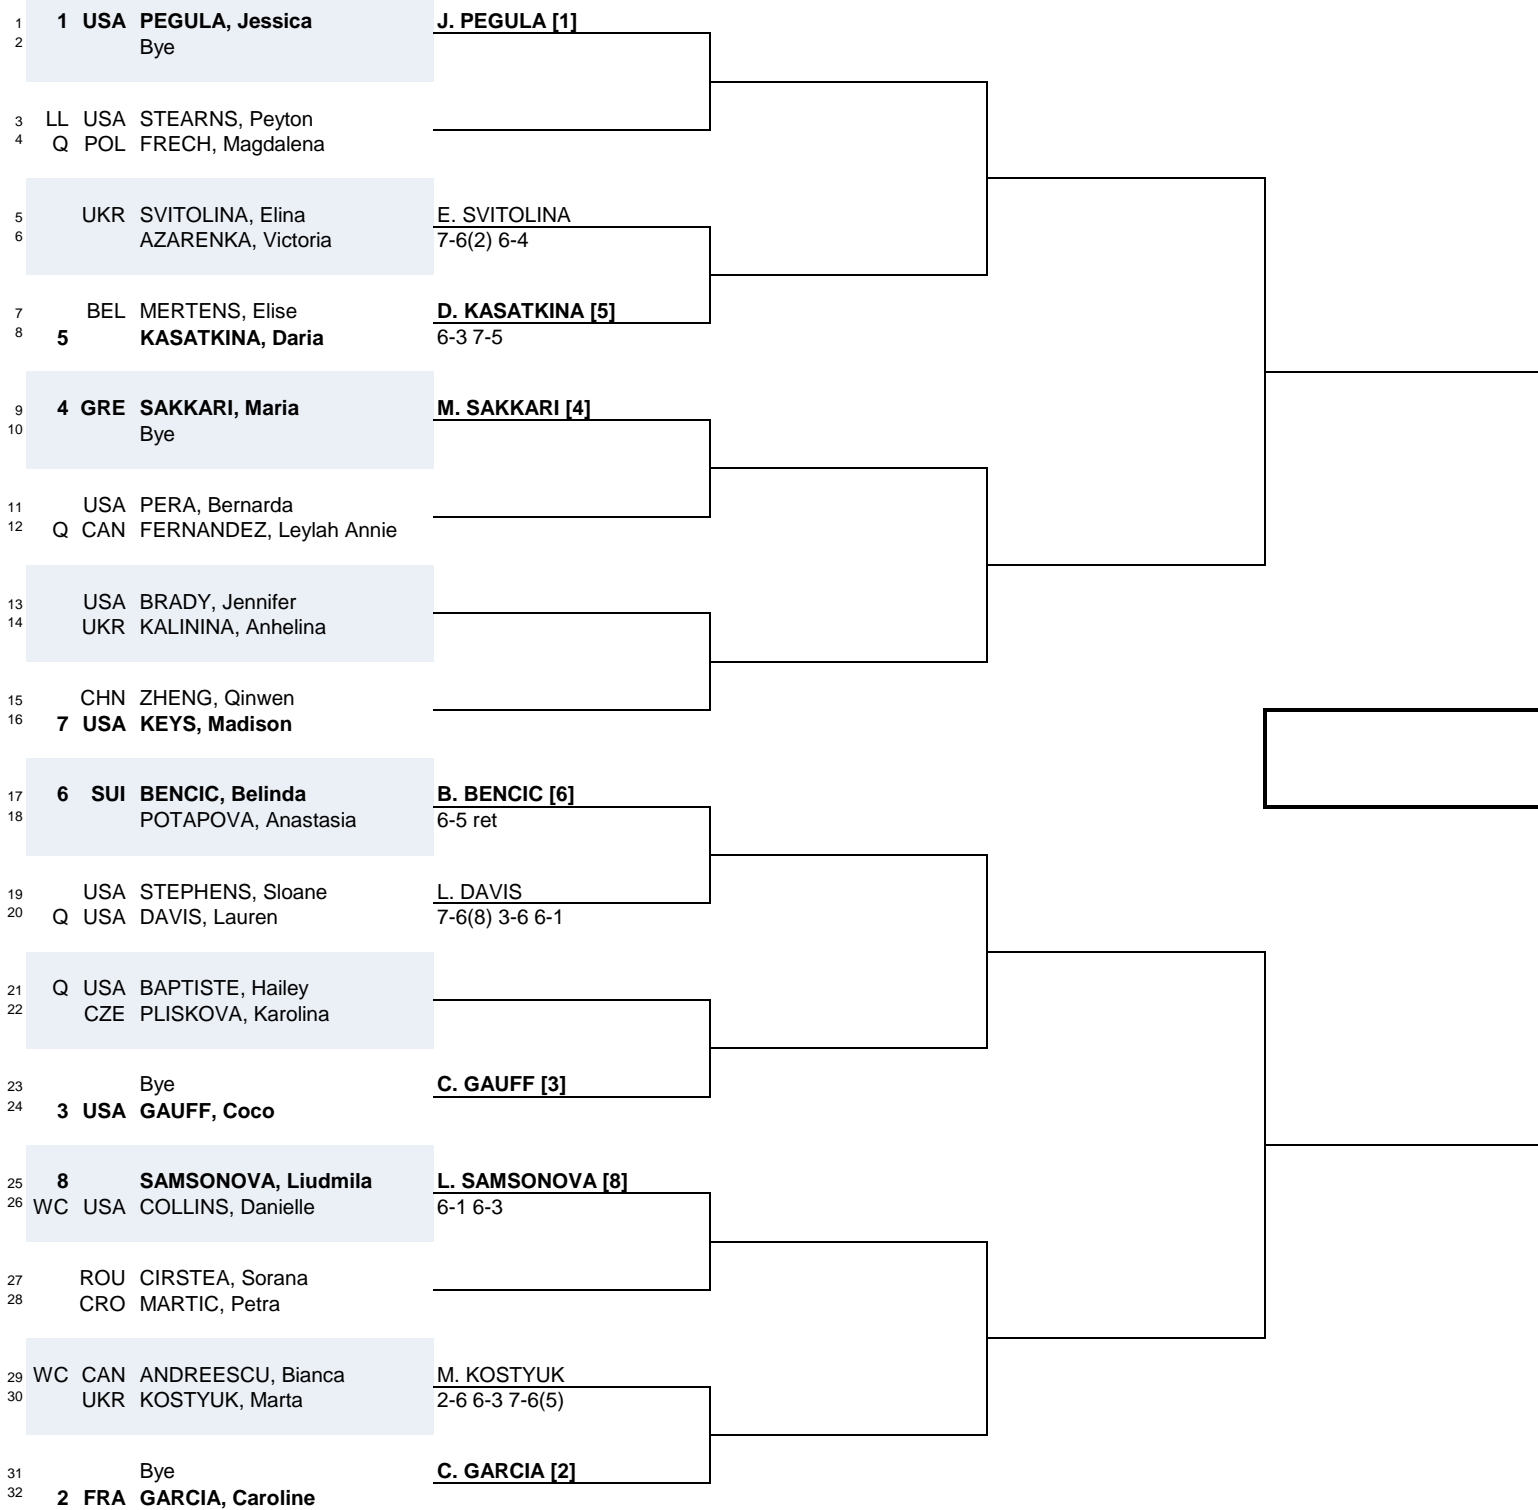 1 1 USA PEGULA, Jessica J. PEGULA [1]
2 Bye
3 LL USA STEARNS, Peyton
4 Q POL FRECH, Magdalena
5 UKR SVITOLINA, Elina E. SVITOLINA
6 AZARENKA, Victoria 7-6(2) 6-4
7 BEL MERTENS, Elise D. KASATKINA [5]
8 5 KASATKINA, Daria 6-3 7-5
9 4 GRE SAKKARI, Maria M. SAKKARI [4]
10 Bye
11 USA PERA, Bernarda
12 Q CAN FERNANDEZ, Leylah Annie
13 USA BRADY, Jennifer
14 UKR KALININA, Anhelina
15 CHN ZHENG, Qinwen
16 7 USA KEYS, Madison
17 6 SUI BENCIC, Belinda B. BENCIC [6]
18 POTAPOVA, Anastasia 6-5 ret
19 USA STEPHENS, Sloane L. DAVIS
20 Q USA DAVIS, Lauren 7-6(8) 3-6 6-1
21 Q USA BAPTISTE, Hailey
22 CZE PLISKOVA, Karolina
23 Bye C. GAUFF [3]
24 3 USA GAUFF, Coco
25 8 SAMSONOVA, Liudmila L. SAMSONOVA [8]
26 WC USA COLLINS, Danielle 6-1 6-3
27 ROU CIRSTEA, Sorana
28 CRO MARTIC, Petra
29 WC CAN ANDREESCU, Bianca M. KOSTYUK
30 UKR KOSTYUK, Marta 2-6 6-3 7-6(5)
31 Bye C. GARCIA [2]
32 2 FRA GARCIA, Caroline